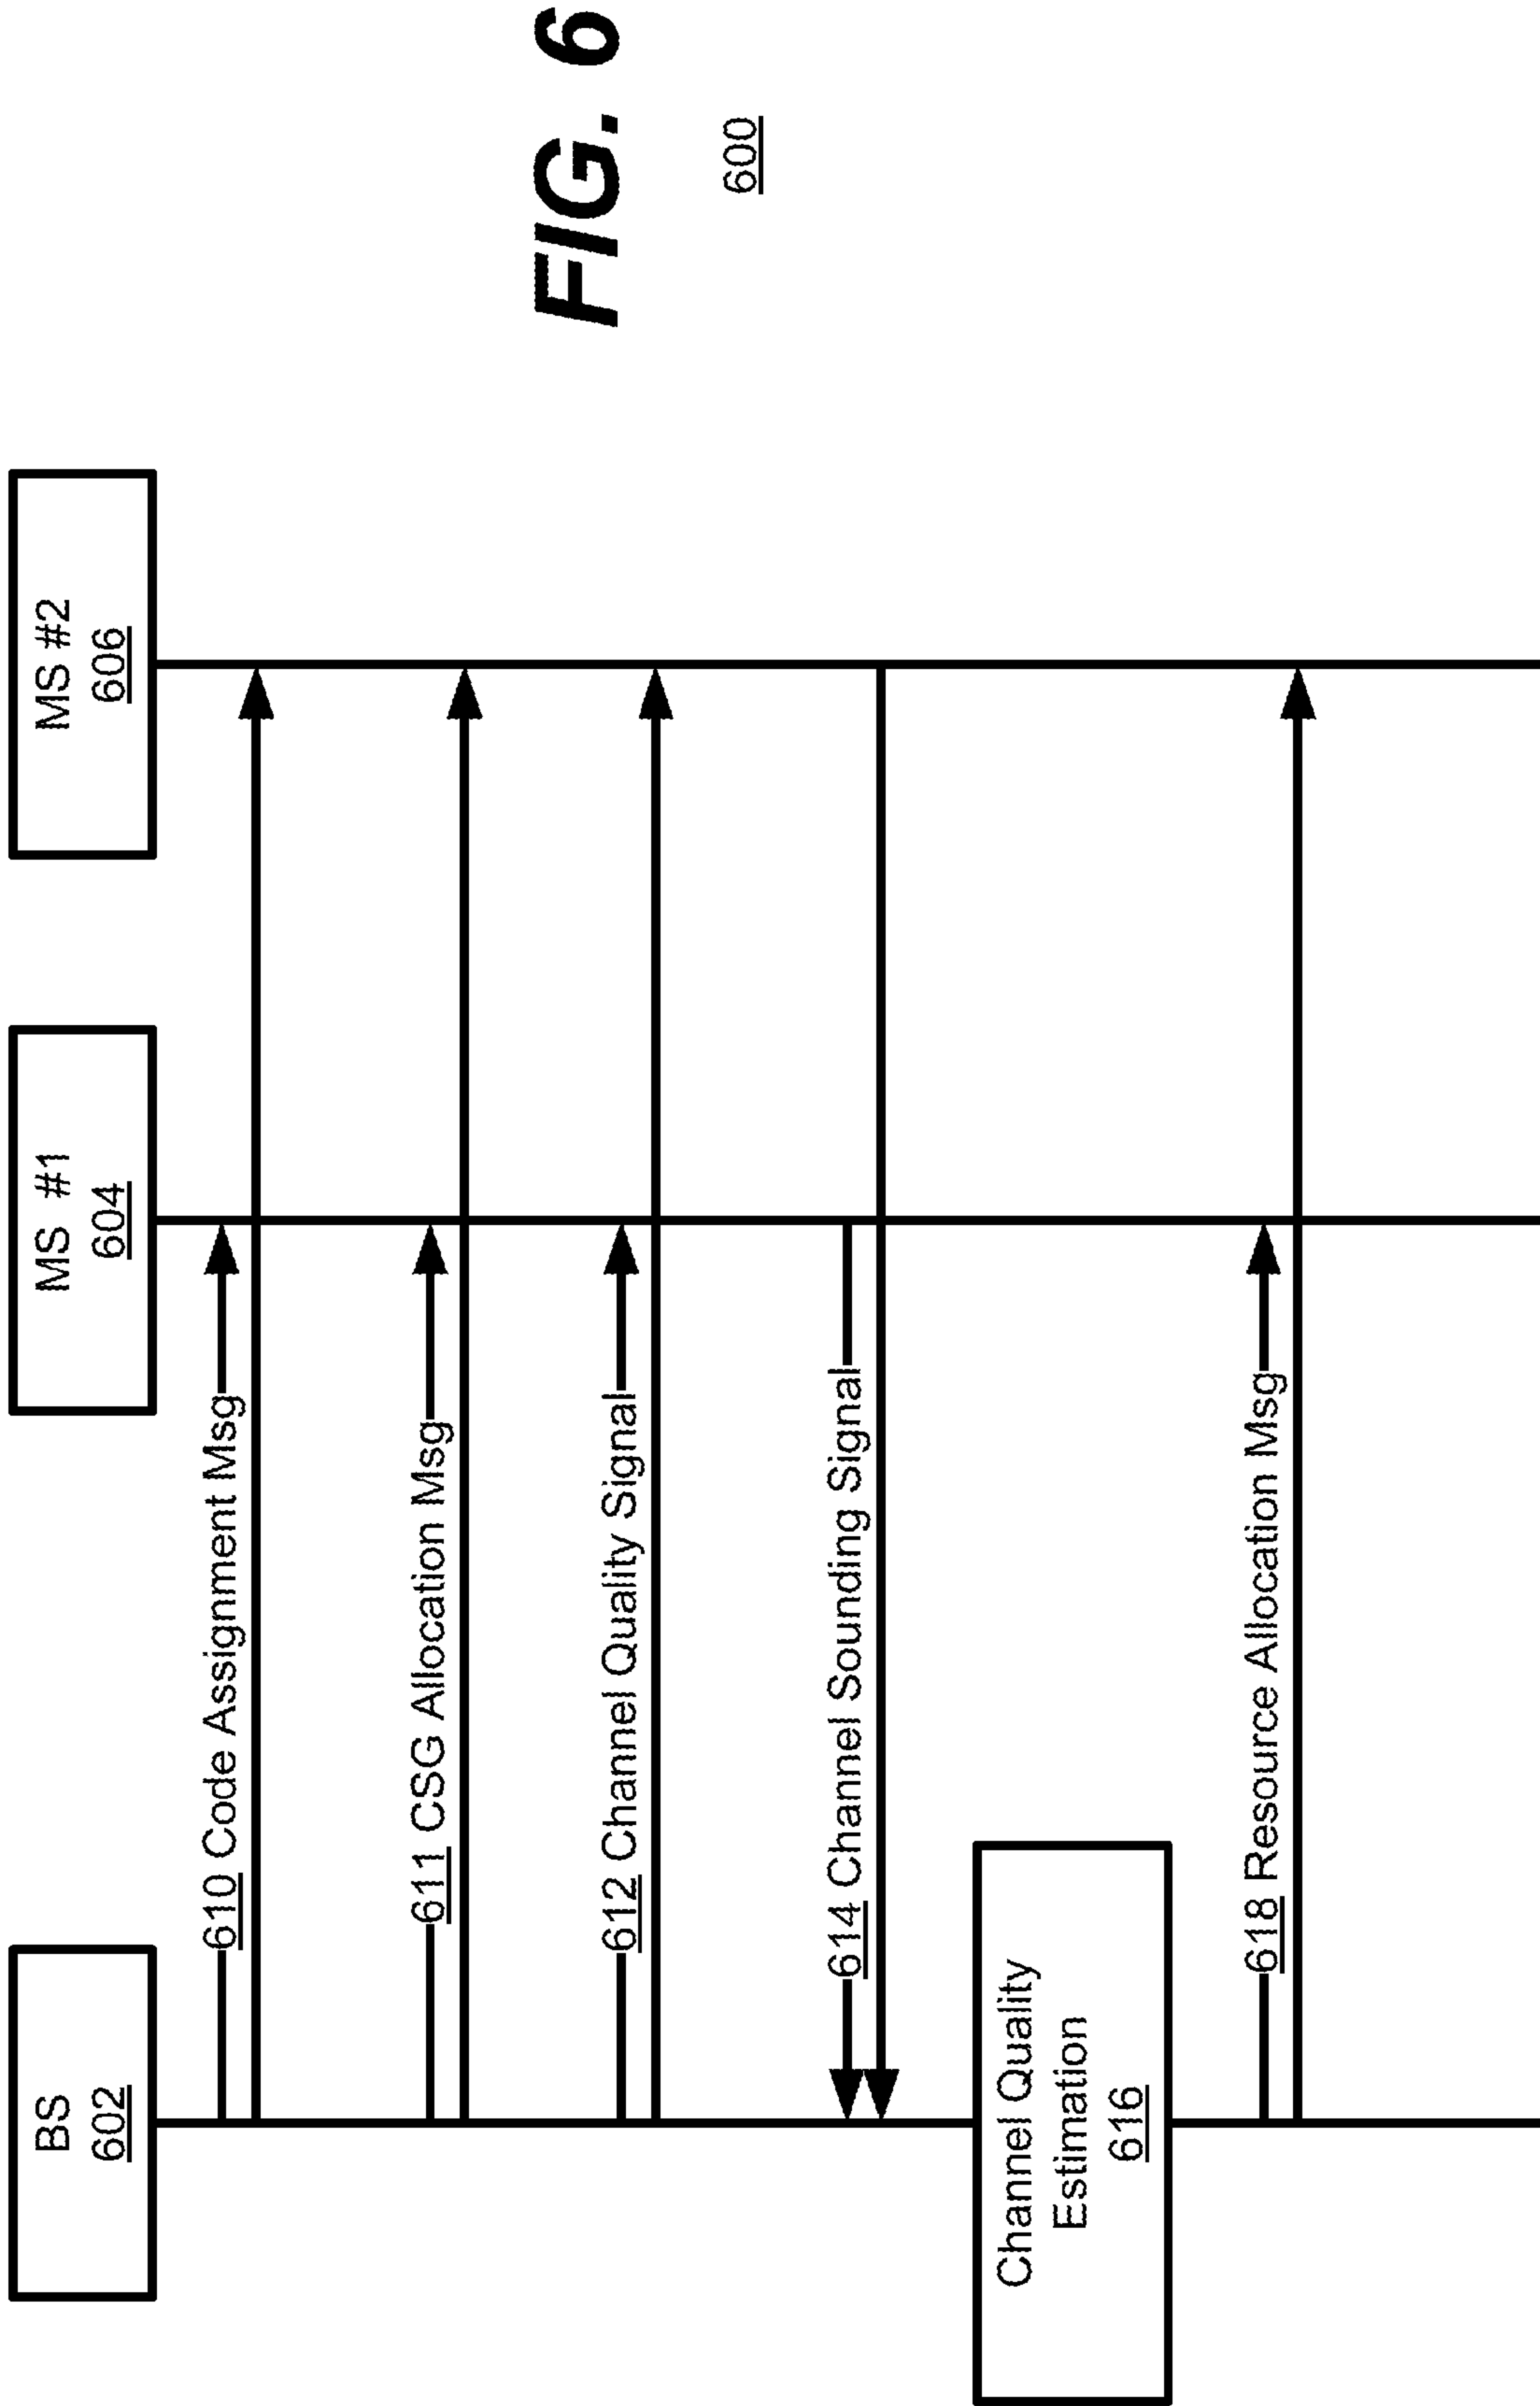 BS
602
MS #1
604
MS #2
606
610 Code Assignment Msg
611 CSG Allocation Msg
612 Channel Quality Signal
614 Channel Sounding Signal
Channel Quality
Estimation
616
618 Resource Allocation Msg
FIG. 6
600